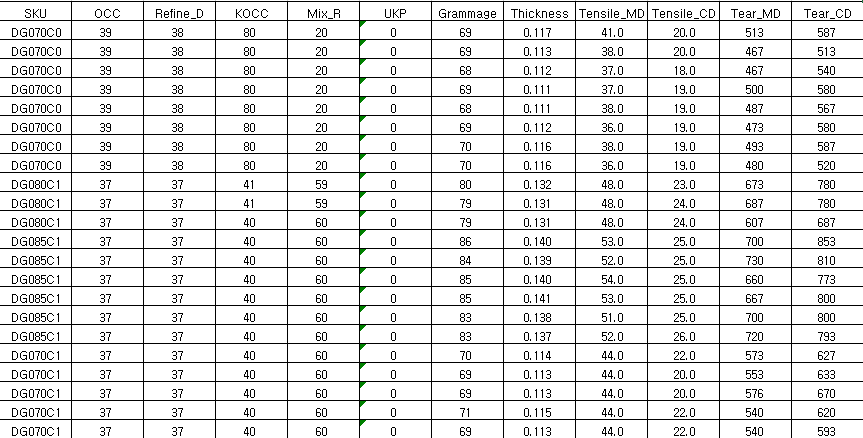 SKU OCC Refine_D KOCC Mix_R UKP Grammage Thickness Tensile_MD Tensile_CD Tear_MD Tear_CD
DG070C0 39 38 80 20 0 69 0.117 41.0 20.0 513 587
DG070C0 39 38 80 20 0 69 0.113 38.0 20.0 467 513
DG070C0 39 38 80 20 0 68 0.112 37.0 18.0 467 540
DG070C0 39 38 80 20 0 69 0.111 37.0 19.0 500 580
DG070C0 39 38 80 20 0 68 0.111 38.0 19.0 487 567
DG070C0 39 38 80 20 0 69 0.112 36.0 19.0 473 580
DG070C0 39 38 80 20 0 70 0.116 38.0 19.0 493 587
DG070C0 39 38 80 20 0 70 0.116 36.0 19.0 480 520
DG080C1 37 37 41 59 0 80 0.132 48.0 23.0 673 780
DG080C1 37 37 41 59 0 79 0.131 48.0 24.0 687 780
DG080C1 37 37 40 60 0 79 0.131 48.0 24.0 607 687
DG085C1 37 37 40 60 0 86 0.140 53.0 25.0 700 853
DG085C1 37 37 40 60 0 84 0.139 52.0 25.0 730 810
DG085C1 37 37 40 60 0 85 0.140 54.0 25.0 660 773
DG085C1 37 37 40 60 0 85 0.141 53.0 25.0 667 800
DG085C1 37 37 40 60 0 83 0.138 51.0 25.0 700 800
DG085C1 37 37 40 60 0 83 0.137 52.0 26.0 720 793
DG070C1 37 37 40 60 0 70 0.114 44.0 22.0 573 627
DG070C1 37 37 40 60 0 69 0.113 44.0 20.0 553 633
DG070C1 37 37 40 60 0 69 0.113 44.0 20.0 576 670
DG070C1 37 37 40 60 0 71 0.115 44.0 22.0 540 620
DG070C1 37 37 40 60 0 69 0.113 44.0 22.0 540 593